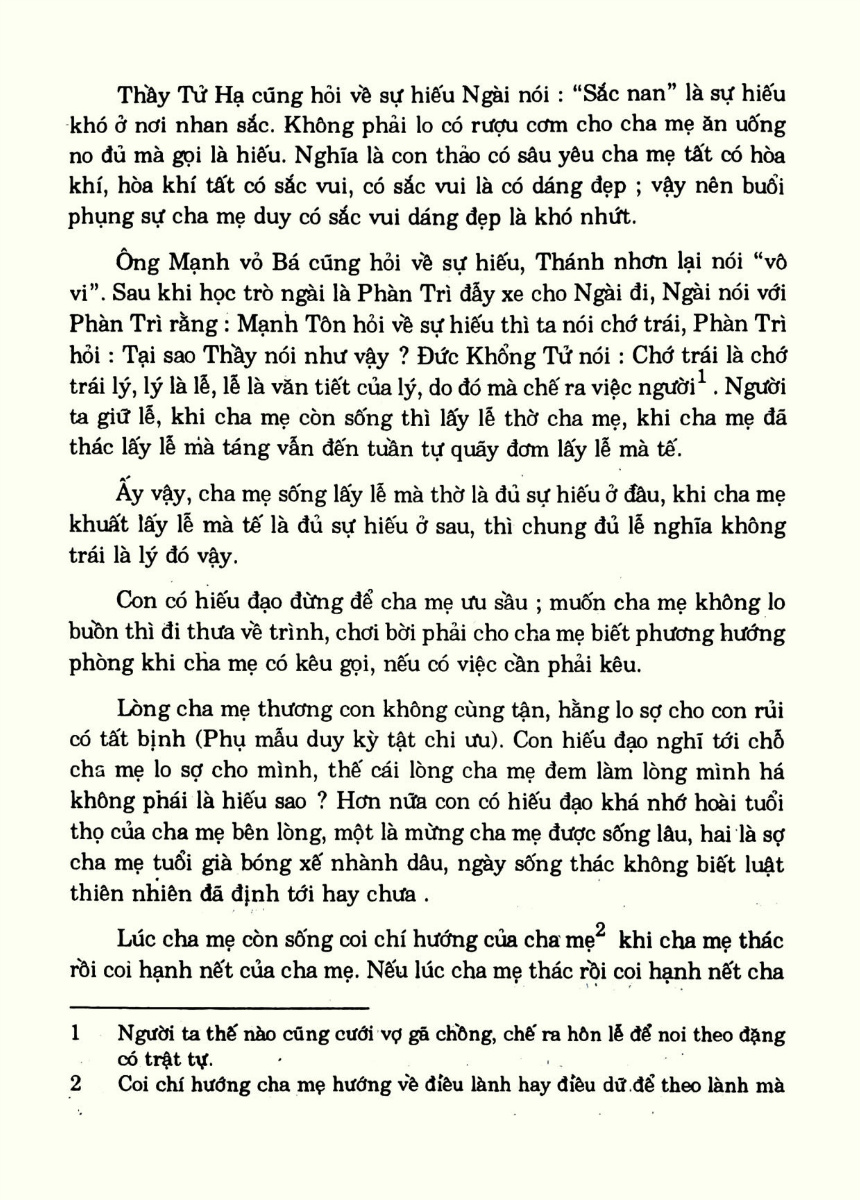 Thầy Tử Hạ cũng hỏi về sự hiếu Ngài nói : “Sắc nan” là sự hiếu
khó ở nơi nhan sắc. Không phải lo có rượu cơm cho cha mẹ ăn uống
no đủ mà gọi là hiếu. Nghĩa là con thảo có sâu yêu cha mẹ tất có hòa
khí, hòa khí tất có sắc vui, có sắc vui là có dáng đẹp ; vậy nên buổi
phụng sự cha mẹ duy có sắc vui dáng đẹp là khó nhứt.
Ông Mạnh vỏ Bá cũng hỏi về sự hiếu, Thánh nhơn lại nói “vô
vi”. Sau khi học trò ngài là Phàn Trì đẫy xe cho Ngài đi, Ngài nói với
Phàn Trì rằng : Mạnh Tôn hỏi về sự hiếu thì ta nói chớ trái, Phàn Trì
hỏi : Tại sao Thầy nói như vậy ? Đức Khổng Tử nói : Chớ trái là chớ
trái lý, lý là lễ, lễ là văn tiết của lý, do đó mà chế ra việc người1 . Người
ta giữ lễ, khi cha mẹ còn sống thì lấy lễ thờ cha mẹ, khi cha mẹ đã
thác lấy lễ mà táng vẫn đến tuần tự quãy đơm lấy lễ mà tế.
Ấy vậy, cha mẹ sống lấy lễ mà thờ là đủ sự hiếu ở đầu, khi cha mẹ
khuất lấy lễ mà tế là đủ sự hiếu ở sau, thì chung đủ lễ nghĩa không
trái là lý đó vậy.
Con có hiếu đạo đừng để cha mẹ ưu sầu ; muốn cha mẹ không lo
buồn thì đi thưa về trình, chơi bời phải cho cha mẹ biết phương hướng
phòng khi cha mẹ có kêu gọi, nếu có việc cần phải kêu.
Lòng cha mẹ thương con không cùng tận, hằng lo sợ cho con rủi
có tất bịnh (Phụ mẫu duy kỳ tật chi ưu). Con hiếu đạo nghĩ tới chỗ
cha mẹ lo sợ cho mình, thế cái lòng cha mẹ đem làm lòng mình há
không phái là hiếu sao ? Hơn nữa con có hiếu đạo khá nhớ hoài tuổi
thọ của cha mẹ bên lòng, một là mừng cha mẹ được sống lâu, hai là sợ
cha mẹ tuổi già bóng xế nhành dâu, ngày sống thác không biết luật
thiên nhiên đã định tới hay chưa .
Lúc cha mẹ còn sống coi chí hướng của cha mẹ2 khi cha mẹ thác
rồi coi hạnh nết của cha mẹ. Nếu lúc cha mẹ thác rồi coi hạnh nết cha
1 Người ta thế nào cũng cưới vợ gã chồng, chế ra hôn lễ để noi theo đặng
có trật tự.
2 Coi chí hướng cha mẹ hướng về điều lành hay điều dữ để theo lành mà